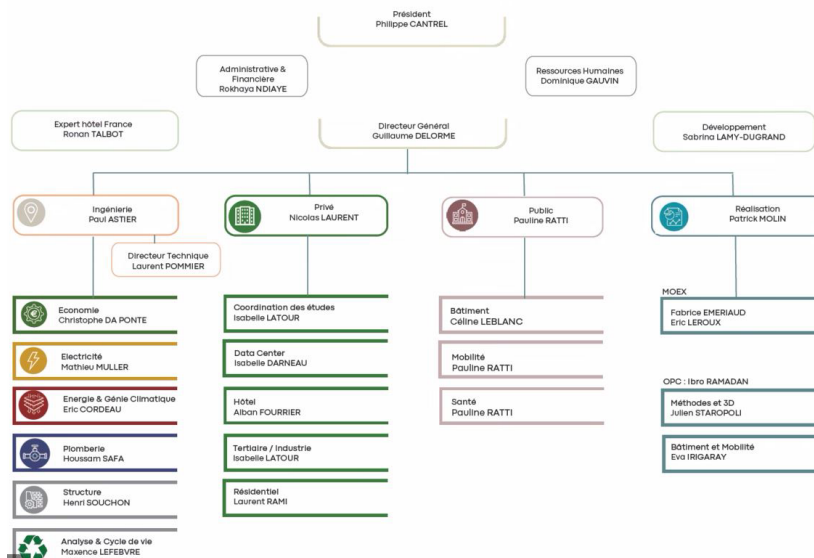 Président
Philippe CANTREL
Administrative &
Financière
Rokhaya NDIAYE
Ressources Humaines
Dominique GAUVIN
Expert hôtel France
Ronan TALBOT
Directeur Général
Guillaume DELORME
Développement
Sabrina LAMY-DUGRAND
Ingénierie
Paul ASTIER
Directeur Technique
Laurent POMMIER
Economie
Christophe DA PONTE
Electricité
Mathieu MULLER
Energie & Génie Climatique
Eric CORDEAU
Plomberie
Houssam SAFA
Structure
Henri SOUCHON
Analyse & Cycle de vie
Maxence LEFEBVRE
Privé
Nicolas LAURENT
Coordination des études
Isabelle LATOUR
Data Center
Isabelle DARNEAU
Hôtel
Alban FOURRIER
Tertiaire / Industrie
Isabelle LATOUR
Résidentiel
Laurent RAMI
Public
Pauline RATTI
Bâtiment
Céline LEBLANC
Mobilité
Pauline RATTI
Santé
Pauline RATTI
Réalisation
Patrick MOLIN
MOEX
Fabrice EMERIAUD
Eric LEROUX
OPC : Ibro RAMADAN
Méthodes et 3D
Julien STAROPOLI
Bâtiment et Mobilité
Eva IRIGARAY